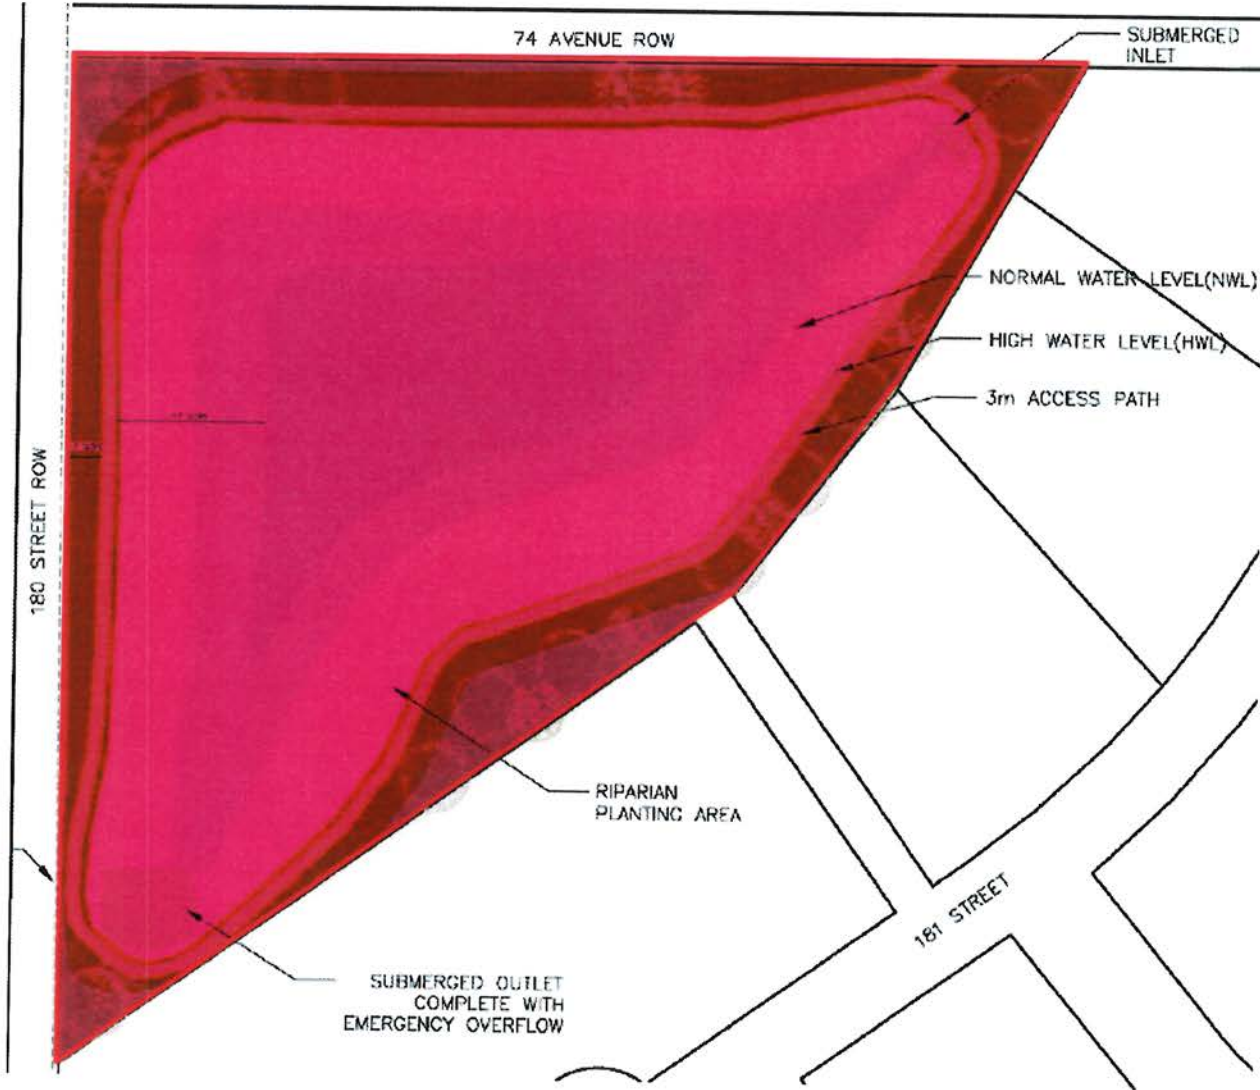 74 AVENUE ROW
SUBMERGED
INLET
NORMAL WATER LEVEL(NWL)
HIGH WATER LEVEL(HWL)
3m ACCESS PATH
180 STREET ROW
RIPARIAN
PLANTING AREA
181 STREET
SUBMERGED OUTLET
COMPLETE WITH
EMERGENCY OVERFLOW